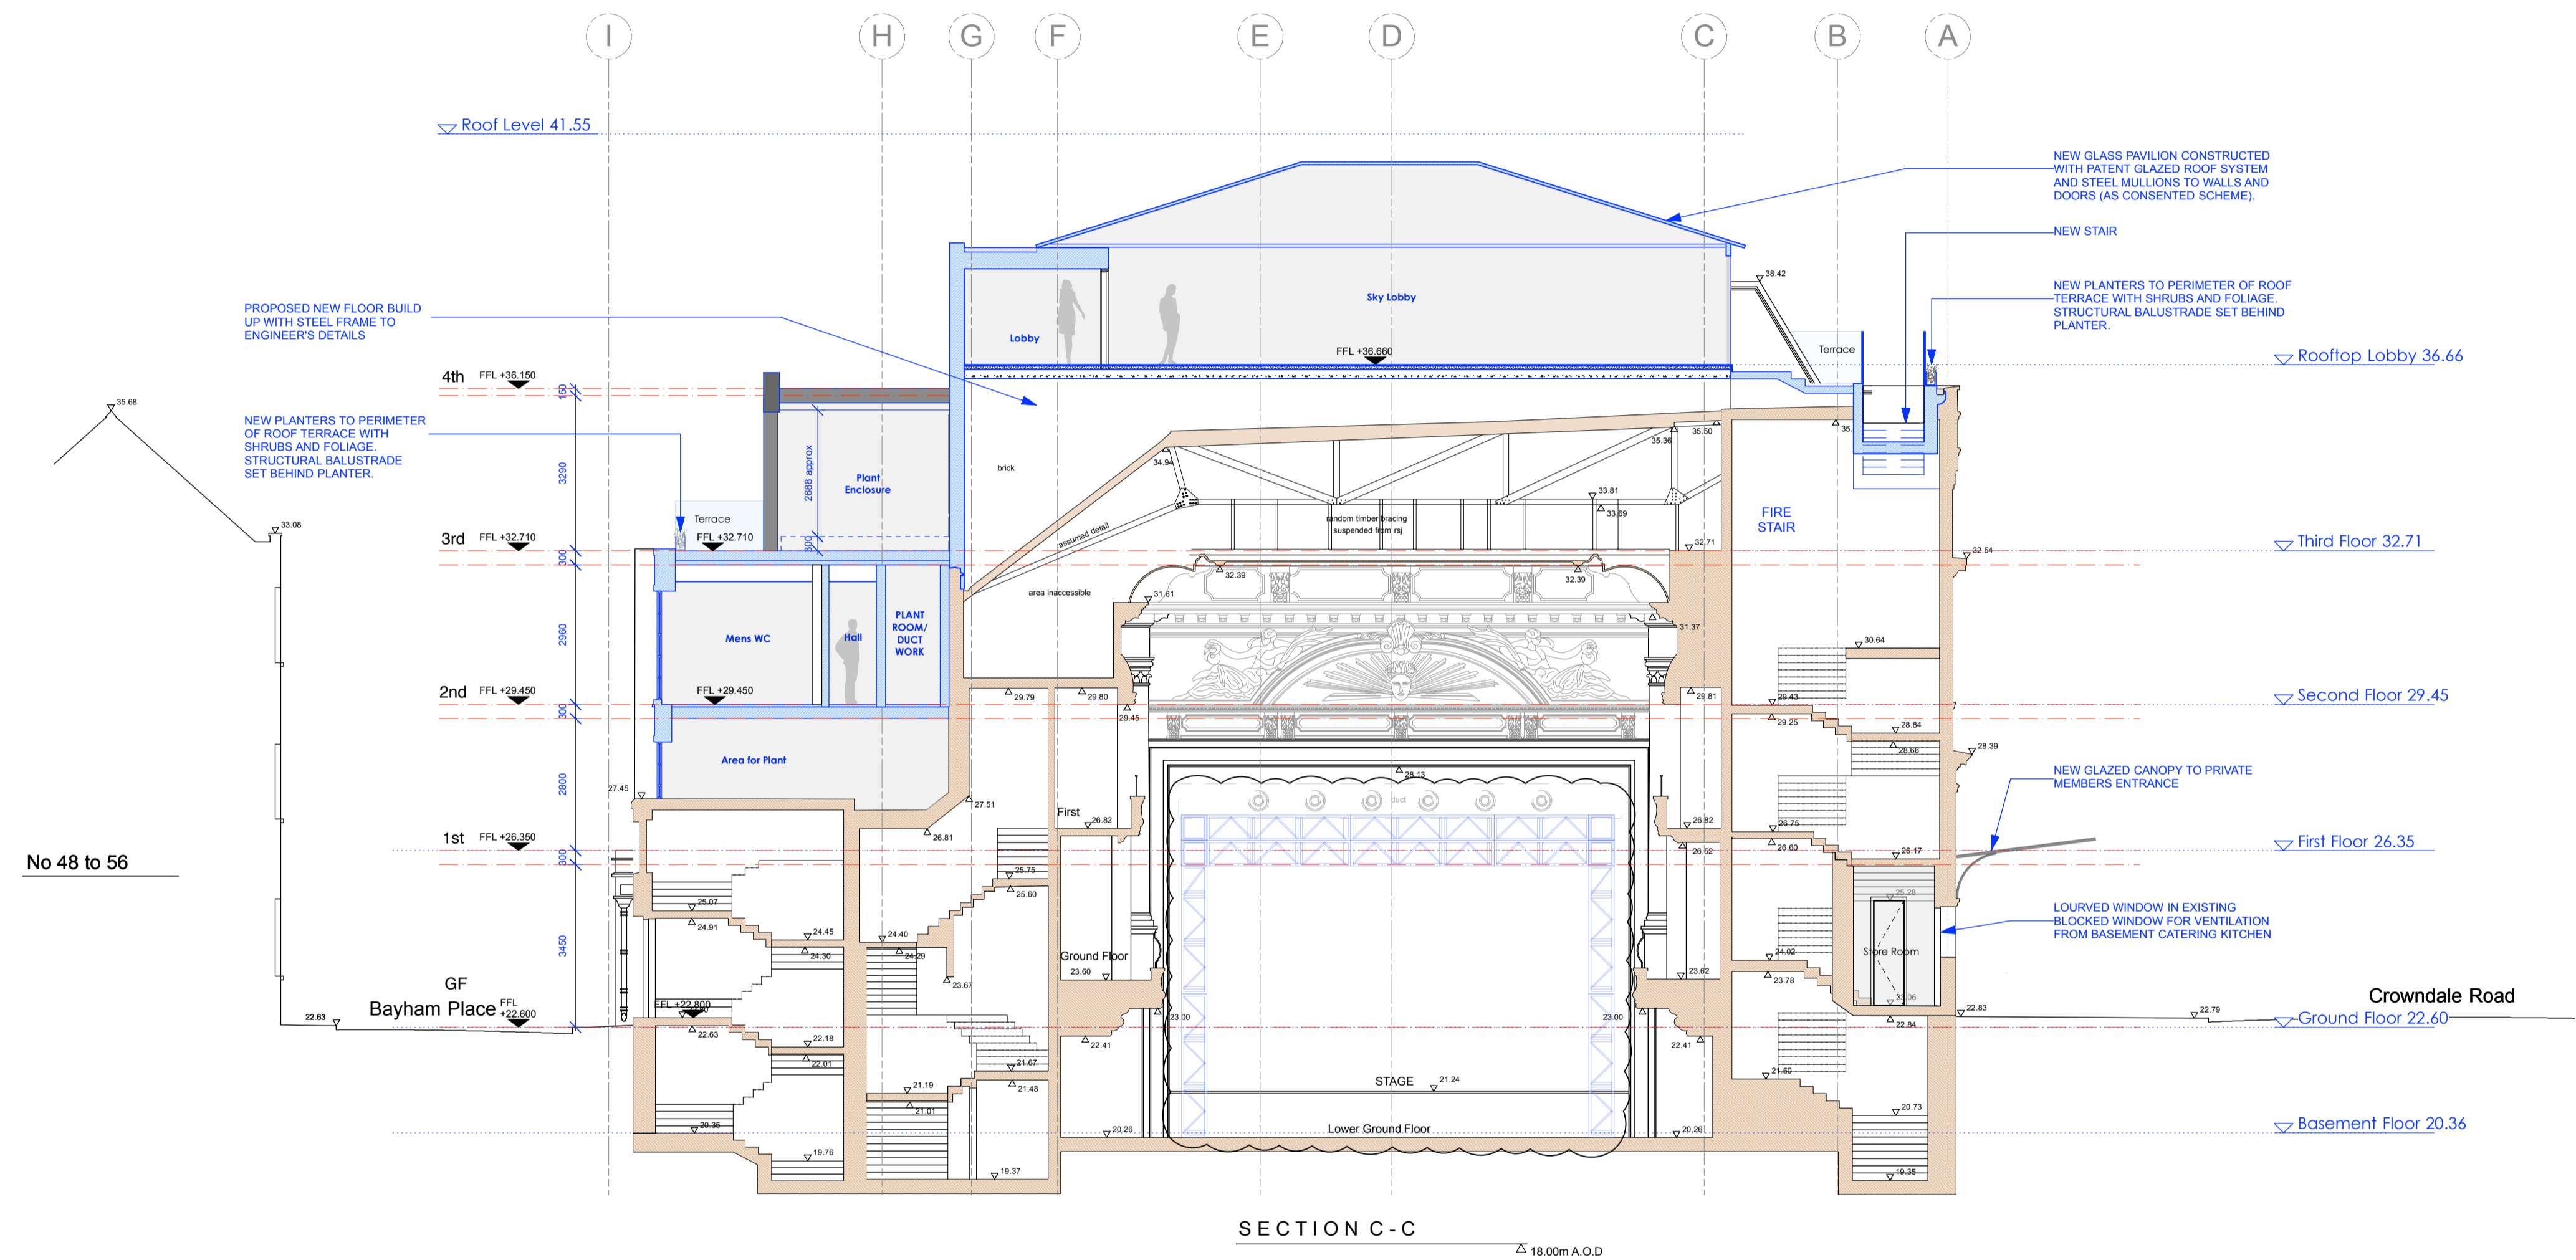 I
H
G
F
E
D
C
B
A
Roof Level 41.55
NEW GLASS PAVILION CONSTRUCTED
WITH PATENT GLAZED ROOF SYSTEM
AND STEEL MULLIONS TO WALLS AND
DOORS (AS CONSENTED SCHEME).
NEW STAIR
38.42
NEW PLANTERS TO PERIMETER OF ROOF
TERRACE WITH SHRUBS AND FOLIAGE.
STRUCTURAL BALUSTRADE SET BEHIND
PLANTER.
PROPOSED NEW FLOOR BUILD
UP WITH STEEL FRAME TO
ENGINEER'S DETAILS
Sky Lobby
Lobby
FFL +36.660
Terrace
Rooftop Lobby 36.66
4th FFL +36.150
150
35.68
NEW PLANTERS TO PERIMETER
OF ROOF TERRACE WITH
SHRUBS AND FOLIAGE.
STRUCTURAL BALUSTRADE
SET BEHIND PLANTER.
3290
2688 approx
300
Plant
Enclosure
brick
34.94
35.36
35.50
35.
33.81
33.69
random timber bracing
suspended from rsj
assumed detail
FIRE
STAIR
33.08
Terrace
3rd FFL +32.710
FFL +32.710
32.71
32.54
Third Floor 32.71
300
32.39
32.39
area inaccessible
31.61
31.37
2960
Mens WC
Hall
PLANT
ROOM/
DUCT
WORK
30.64
2nd FFL +29.450
FFL +29.450
29.79
29.80
29.45
29.81
29.43
29.25
Second Floor 29.45
300
28.84
28.66
28.39
Area for Plant
28.13
2800
27.45
27.51
NEW GLAZED CANOPY TO PRIVATE
MEMBERS ENTRANCE
duct
First
26.82
26.81
26.82
26.52
26.75
26.60
26.17
1st FFL +26.350
300
First Floor 26.35
No 48 to 56
25.75
25.60
25.28
25.07
24.91
LOURVED WINDOW IN EXISTING
BLOCKED WINDOW FOR VENTILATION
FROM BASEMENT CATERING KITCHEN
3450
24.45
24.30
24.40
24.29
24.02
23.78
Store Room
Ground Floor
23.60
23.67
23.62
GF
Bayham Place
FFL
+22.600
22.63
FFL +22.800
22.63
23.00
23.00
22.83
22.84
22.79
Crowndale Road
Ground Floor 22.60
22.18
22.01
22.41
22.41
21.67
21.48
21.19
21.01
STAGE 21.24
21.50
20.73
20.35
20.26
Lower Ground Floor
20.26
Basement Floor 20.36
19.76
19.37
19.35
SECTION C-C
18.00m A.O.D